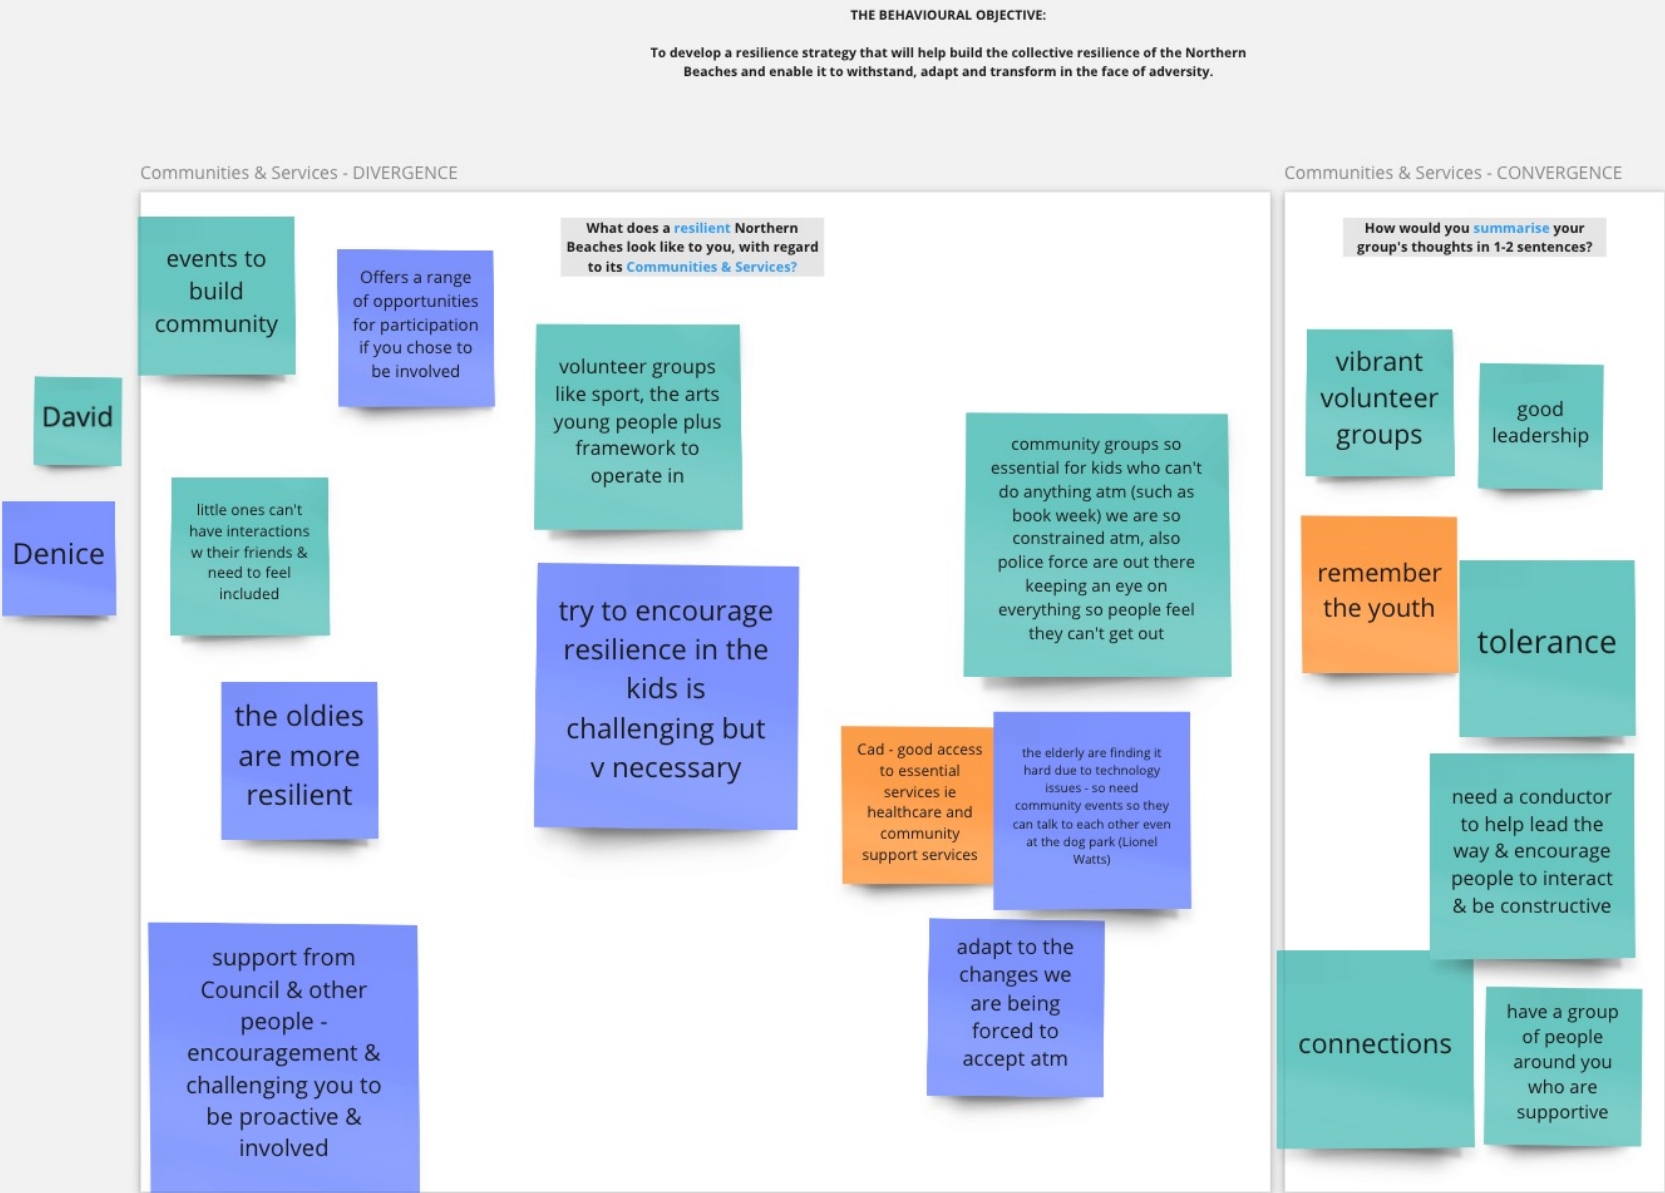 THE BEHAVIOURAL OBJECTIVE:
To develop a resilience strategy that will help build the collective resilience of the Northern
Beaches and enable it to withstand, adapt and transform in the face of adversity.
Communities & Services - DIVERGENCE
What does a resilient Northern
Beaches look like to you, with regard
to its Communities & Services?
events to
build
community
Offers a range
of opportunities
for participation
if you chose to
be involved
volunteer groups
like sport, the arts
young people plus
framework to
operate in
David
Denice
community groups so
essential for kids who can't
do anything atm (such as
book week) we are so
constrained atm, also
police force are out there
keeping an eye on
everything so people feel
they can't get out
little ones can't
have interactions
w their friends &
need to feel
included
try to encourage
resilience in the
kids is
challenging but
v necessary
the oldies
are more
resilient
Cad - good access
to essential
services ie
healthcare and
community
support services
the elderly are finding it
hard due to technology
issues - so need
community events so they
can talk to each other even
at the dog park (Lionel
Watts)
support from
Council & other
people -
encouragement &
challenging you to
be proactive &
involved
adapt to the
changes we
are being
forced to
accept atm
Communities & Services - CONVERGENCE
How would you summarise your
group's thoughts in 1-2 sentences?
vibrant
volunteer
groups
good
leadership
remember
the youth
tolerance
need a conductor
to help lead the
way & encourage
people to interact
& be constructive
connections
have a group
of people
around you
who are
supportive